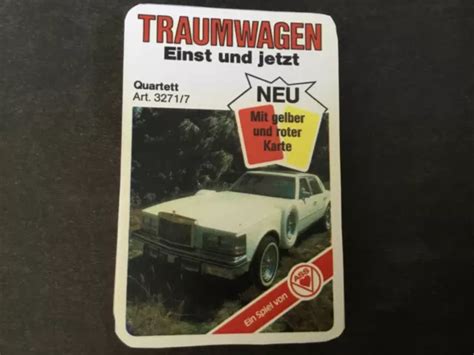 TRAUMWAGEN
Einst und jetzt
Quartett
Art. 3271/7
NEU
Mit gelber
und roter
Karte
Ein Spiel von
ASS